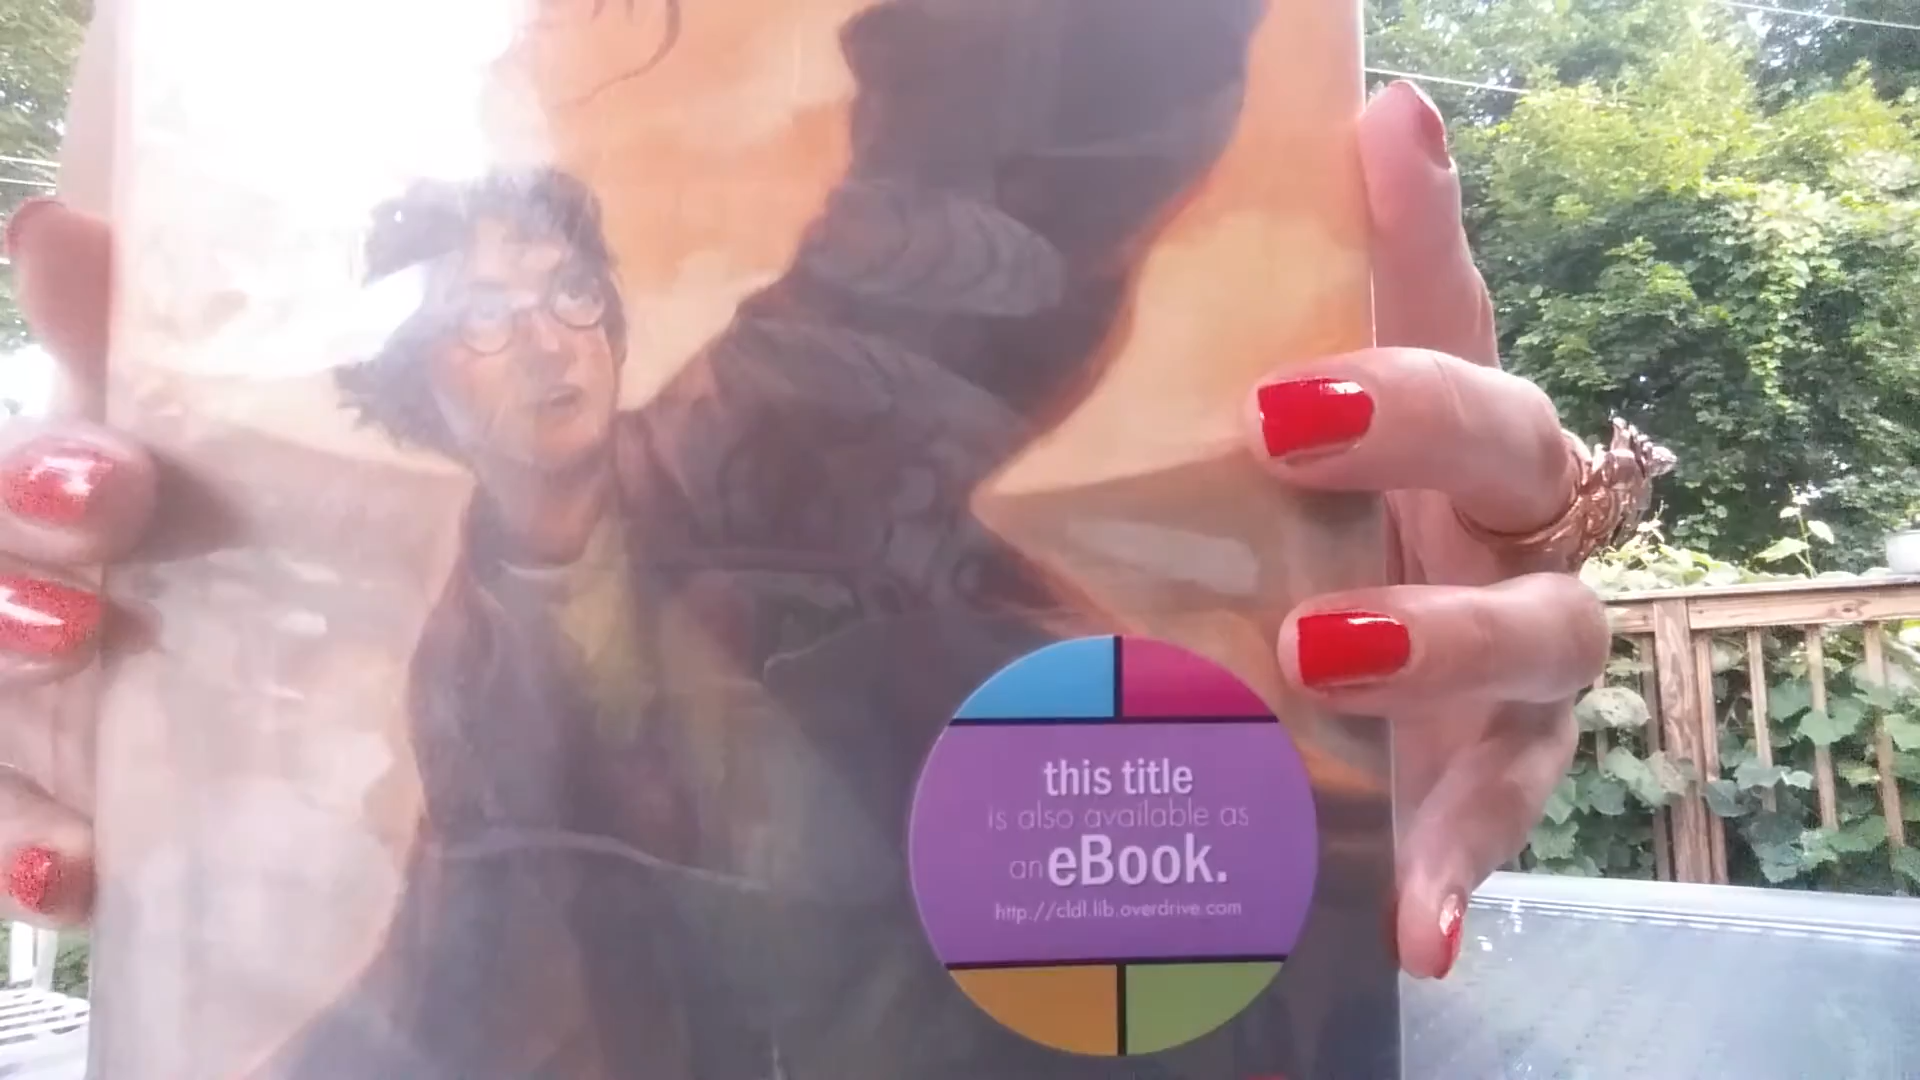 this title
is also available as
an eBook.
http://cldl.lib.overdrive.com